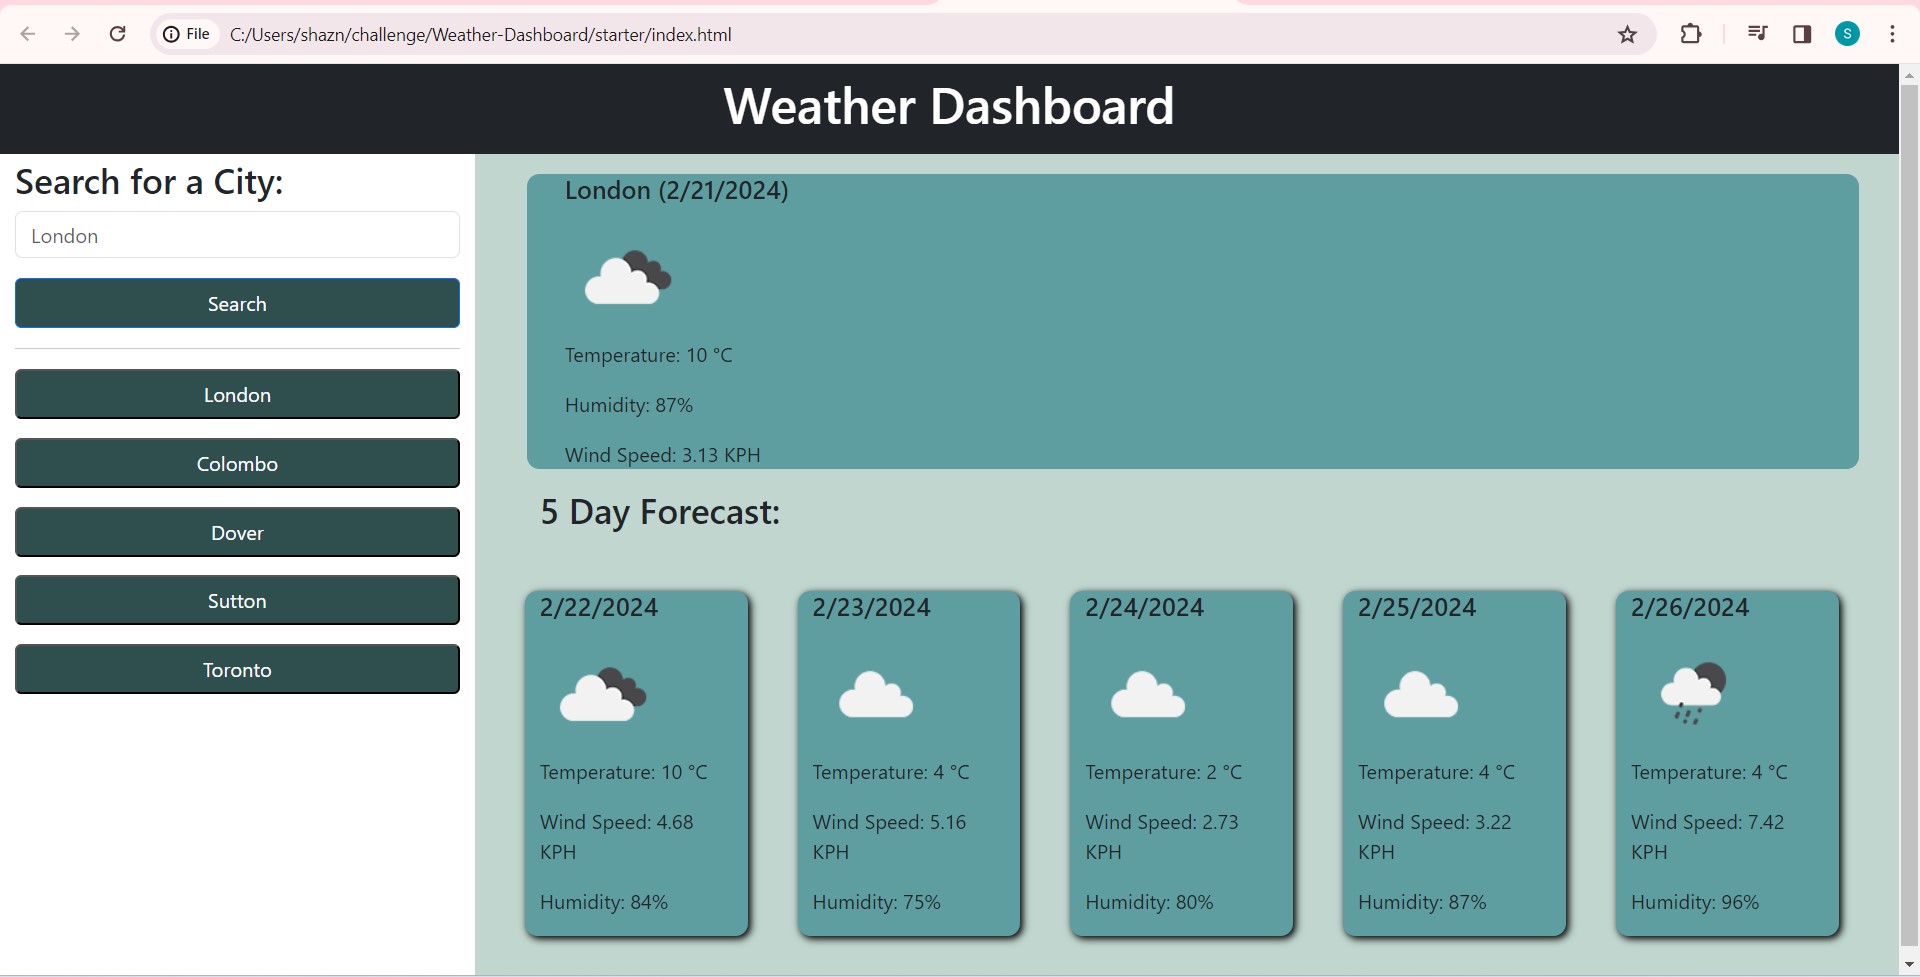 File C:/Users/shazn/challenge/Weather-Dashboard/starter/index.html
S
Weather Dashboard
Search for a City:
London
Search
London
Colombo
Dover
Sutton
Toronto
London (2/21/2024)
Temperature: 10 °C
Humidity: 87%
Wind Speed: 3.13 KPH
5 Day Forecast:
2/22/2024
Temperature: 10 °C
Wind Speed: 4.68
KPH
Humidity: 84%
2/23/2024
Temperature: 4 °C
Wind Speed: 5.16
KPH
Humidity: 75%
2/24/2024
Temperature: 2 °C
Wind Speed: 2.73
KPH
Humidity: 80%
2/25/2024
Temperature: 4 °C
Wind Speed: 3.22
KPH
Humidity: 87%
2/26/2024
Temperature: 4 °C
Wind Speed: 7.42
KPH
Humidity: 96%